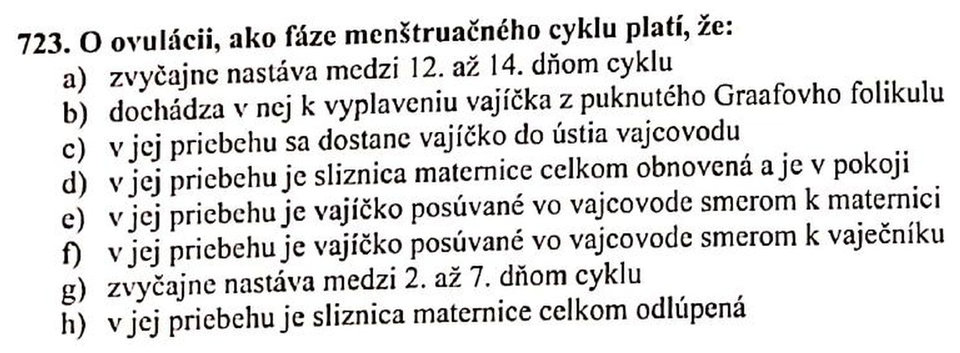 723. O ovulácii, ako fáze menštruačného cyklu platí, že:
a) zvyčajne nastáva medzi 12. až 14. dňom cyklu
b) dochádza v nej k vyplaveniu vajíčka z puknutého Graafovho folikulu
c) v jej priebehu sa dostane vajíčko do ústia vajcovodu
d) v jej priebehu je sliznica maternice celkom obnovená a je v pokoji
e) v jej priebehu je vajíčko posúvané vo vajcovode smerom k maternici
f) v jej priebehu je vajíčko posúvané vo vajcovode smerom k vaječníku
g) zvyčajne nastáva medzi 2. až 7. dňom cyklu
h) v jej priebehu je sliznica maternice celkom odlúpená